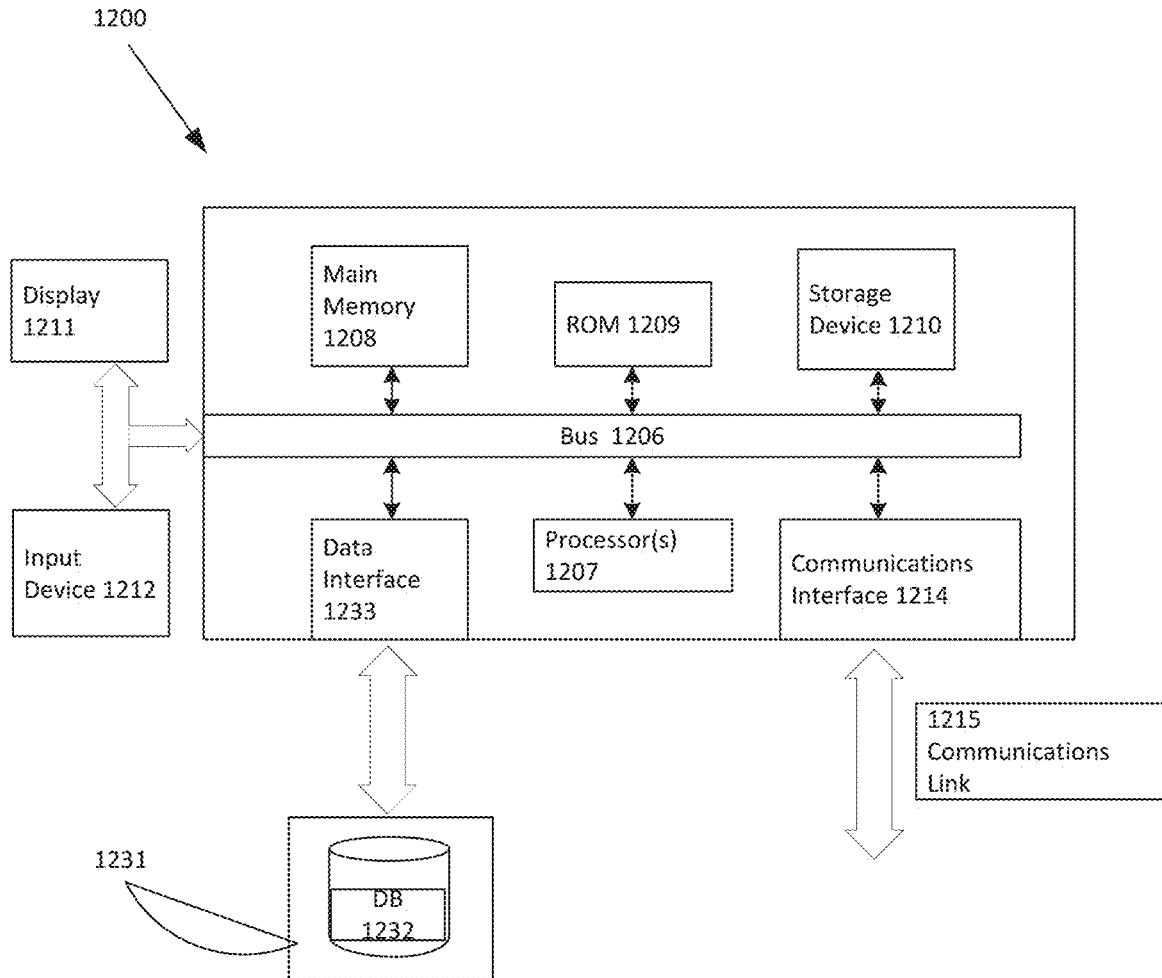 1200
Display
1211
Main
Memory
1208
ROM 1209
Storage
Device 1210
Bus 1206
Input
Device 1212
Data
Interface
1233
Processor(s)
1207
Communications
Interface 1214
1215
Communications
Link
1231
DB
1232